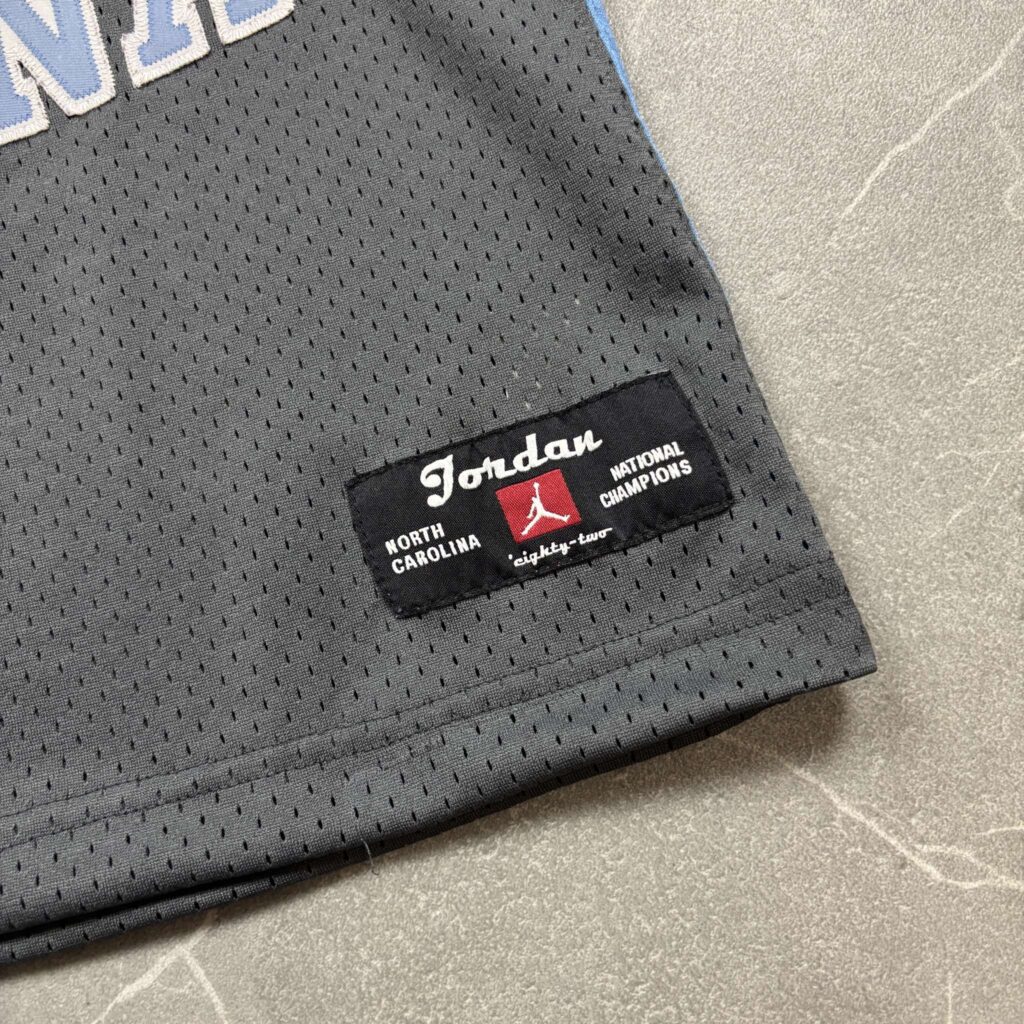 Jordan
NORTH
CAROLINA
NATIONAL
CHAMPIONS
'eighty-two